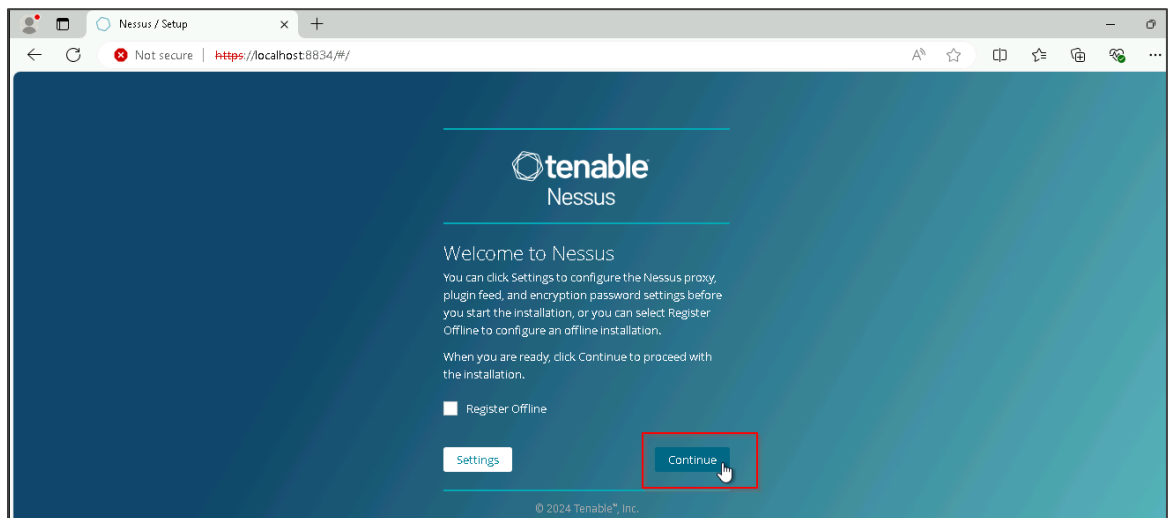 Nessus / Setup
Not secure | https://localhost:8834/#/
tenable
Nessus
Welcome to Nessus
You can click Settings to configure the Nessus proxy,
plugin feed, and encryption password settings before
you start the installation, or you can select Register
Offline to configure an offline installation.
When you are ready, click Continue to proceed with
the installation.
Register Offline
Settings
Continue
© 2024 Tenable™, Inc.